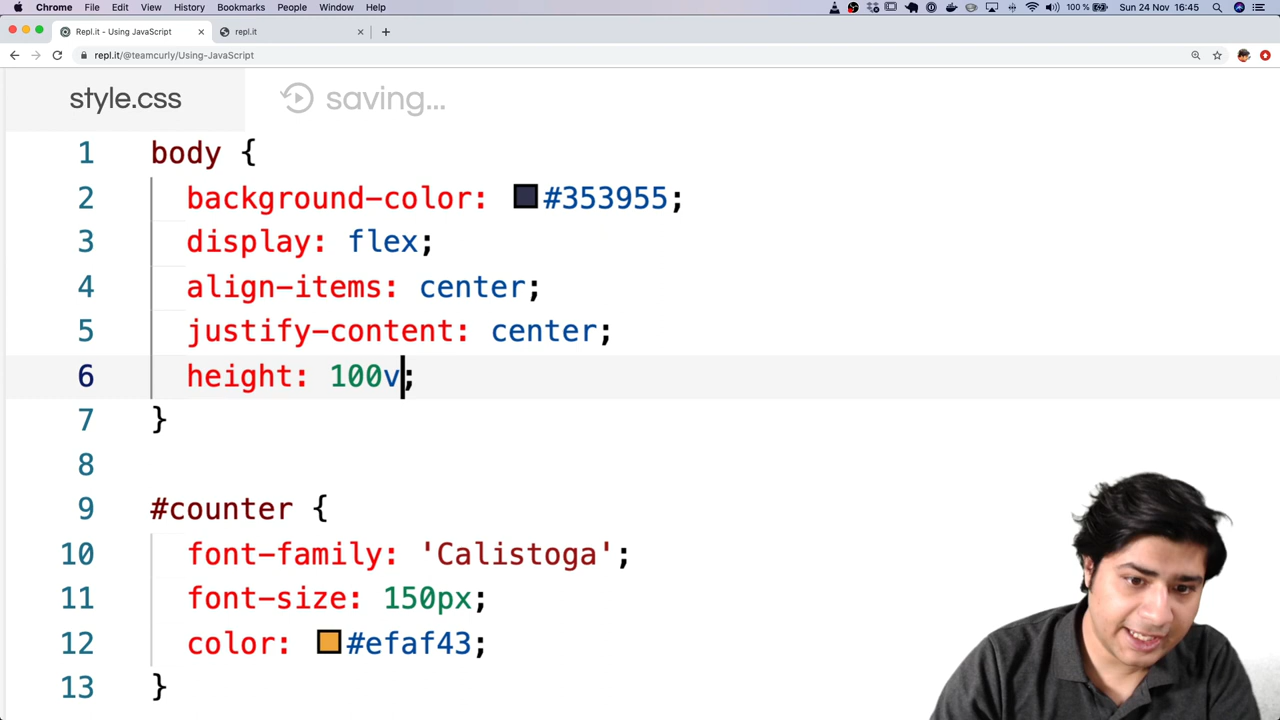 Chrome File Edit View History Bookmarks People Window Help 100 % Sun 24 Nov 16:45
Repl.it - Using JavaScript repl.it
repl.it/@teamcurly/Using-JavaScript
style.css saving...
1 body {
2 background-color: #353955;
3 display: flex;
4 align-items: center;
5 justify-content: center;
6 height: 100v;
7 }
8
9 #counter {
10 font-family: 'Calistoga';
11 font-size: 150px;
12 color: #efaf43;
13 }